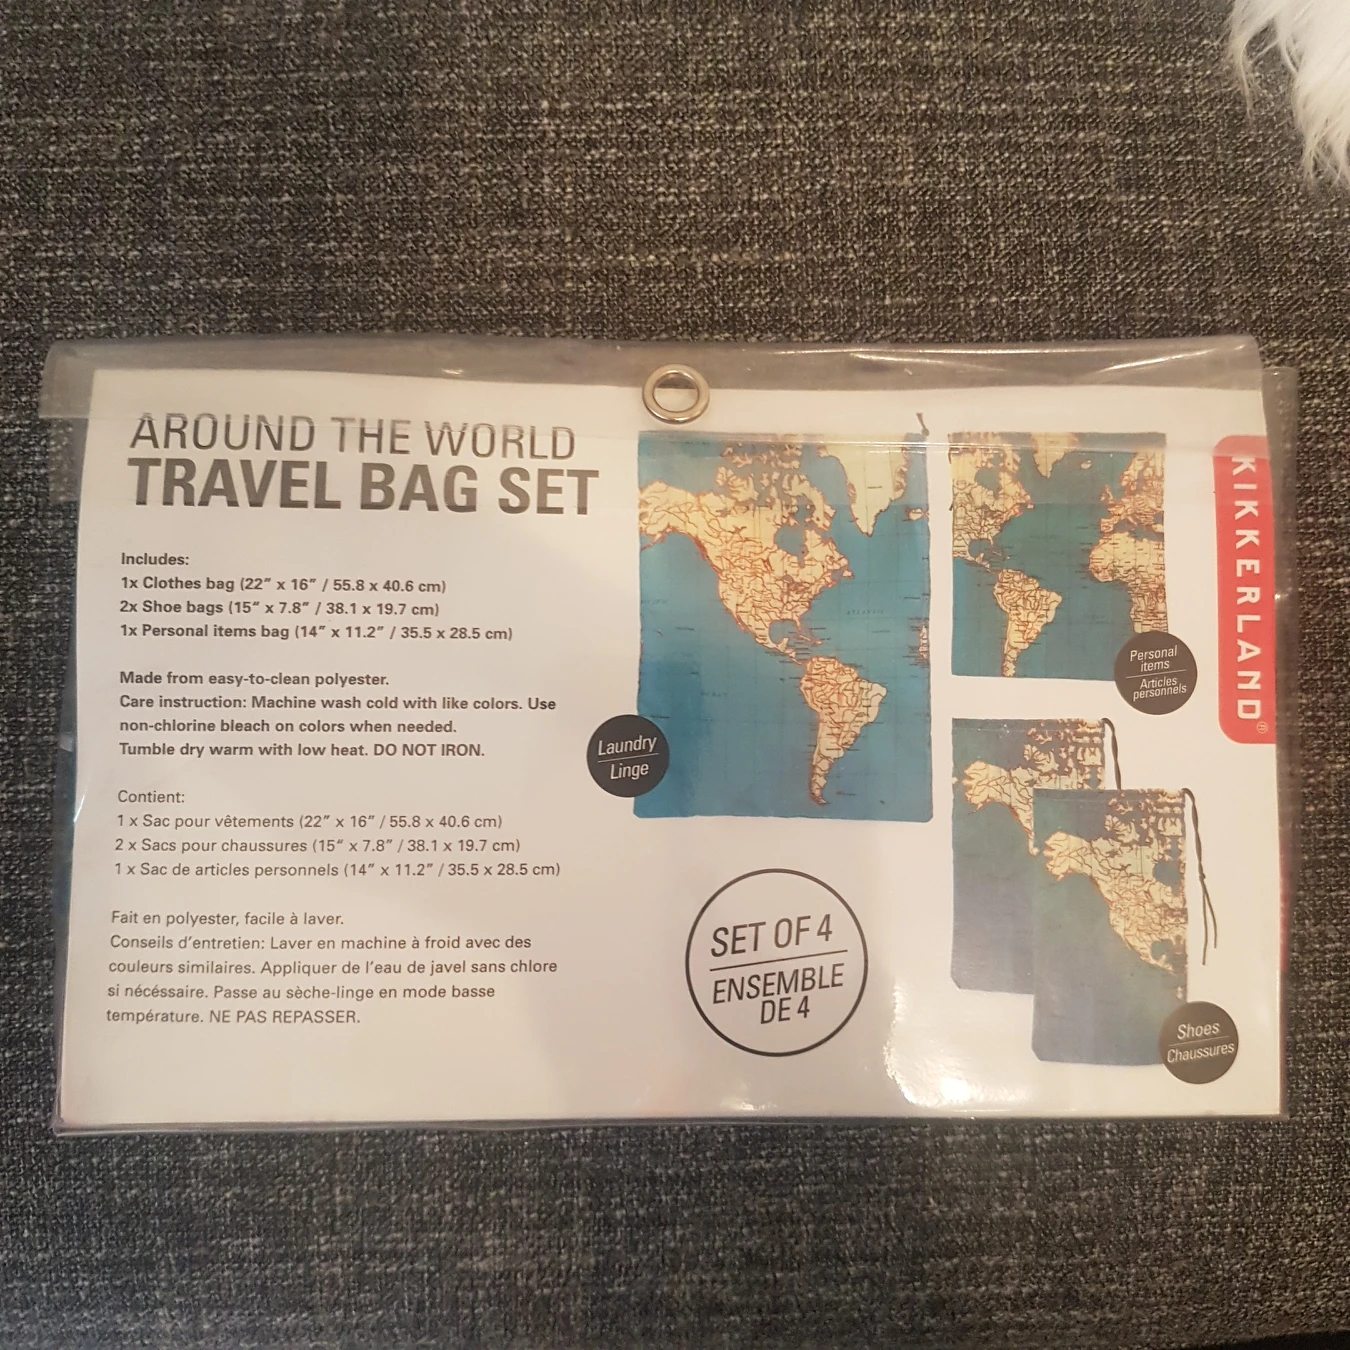 AROUND THE WORLD
TRAVEL BAG SET
Includes:
1x Clothes bag (22” x 16” / 55.8 x 40.6 cm)
2x Shoe bags (15” x 7.8” / 38.1 x 19.7 cm)
1x Personal items bag (14” x 11.2” / 35.5 x 28.5 cm)
Made from easy-to-clean polyester.
Care instruction: Machine wash cold with like colors. Use
non-chlorine bleach on colors when needed.
Tumble dry warm with low heat. DO NOT IRON.
Contient:
1 x Sac pour vêtements (22” x 16” / 55.8 x 40.6 cm)
2 x Sacs pour chaussures (15” x 7.8” / 38.1 x 19.7 cm)
1 x Sac de articles personnels (14” x 11.2” / 35.5 x 28.5 cm)
Fait en polyester, facile à laver.
Conseils d’entretien: Laver en machine à froid avec des
couleurs similaires. Appliquer de l’eau de javel sans chlore
si nécéssaire. Passe au sèche-linge en mode basse
température. NE PAS REPASSER.
Laundry
Linge
Personal
items
Articles
personnels
SET OF 4
ENSEMBLE
DE 4
Shoes
Chaussures
KIKKERLAND®